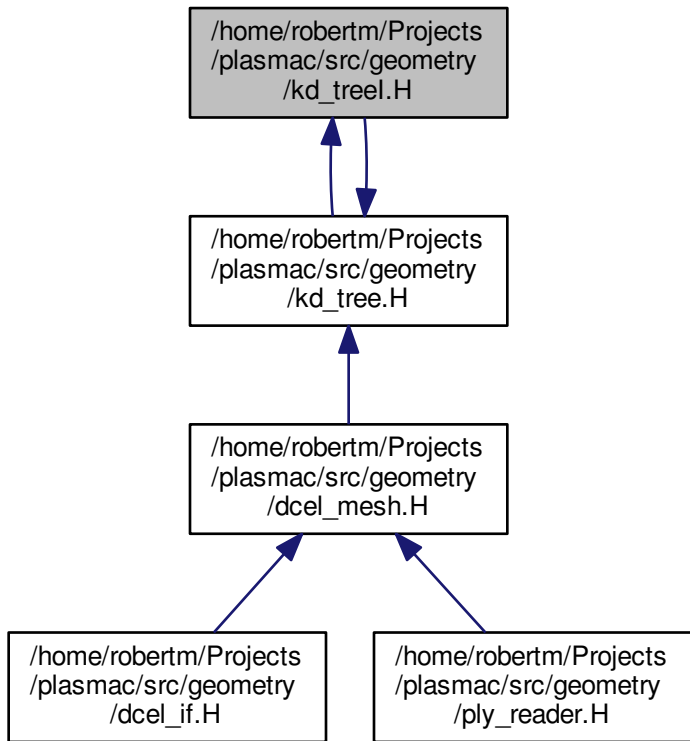 /home/robertm/Projects
/plasmac/src/geometry
/kd_treeI.H
/home/robertm/Projects
/plasmac/src/geometry
/kd_tree.H
/home/robertm/Projects
/plasmac/src/geometry
/dcel_mesh.H
/home/robertm/Projects
/plasmac/src/geometry
/dcel_if.H
/home/robertm/Projects
/plasmac/src/geometry
/ply_reader.H